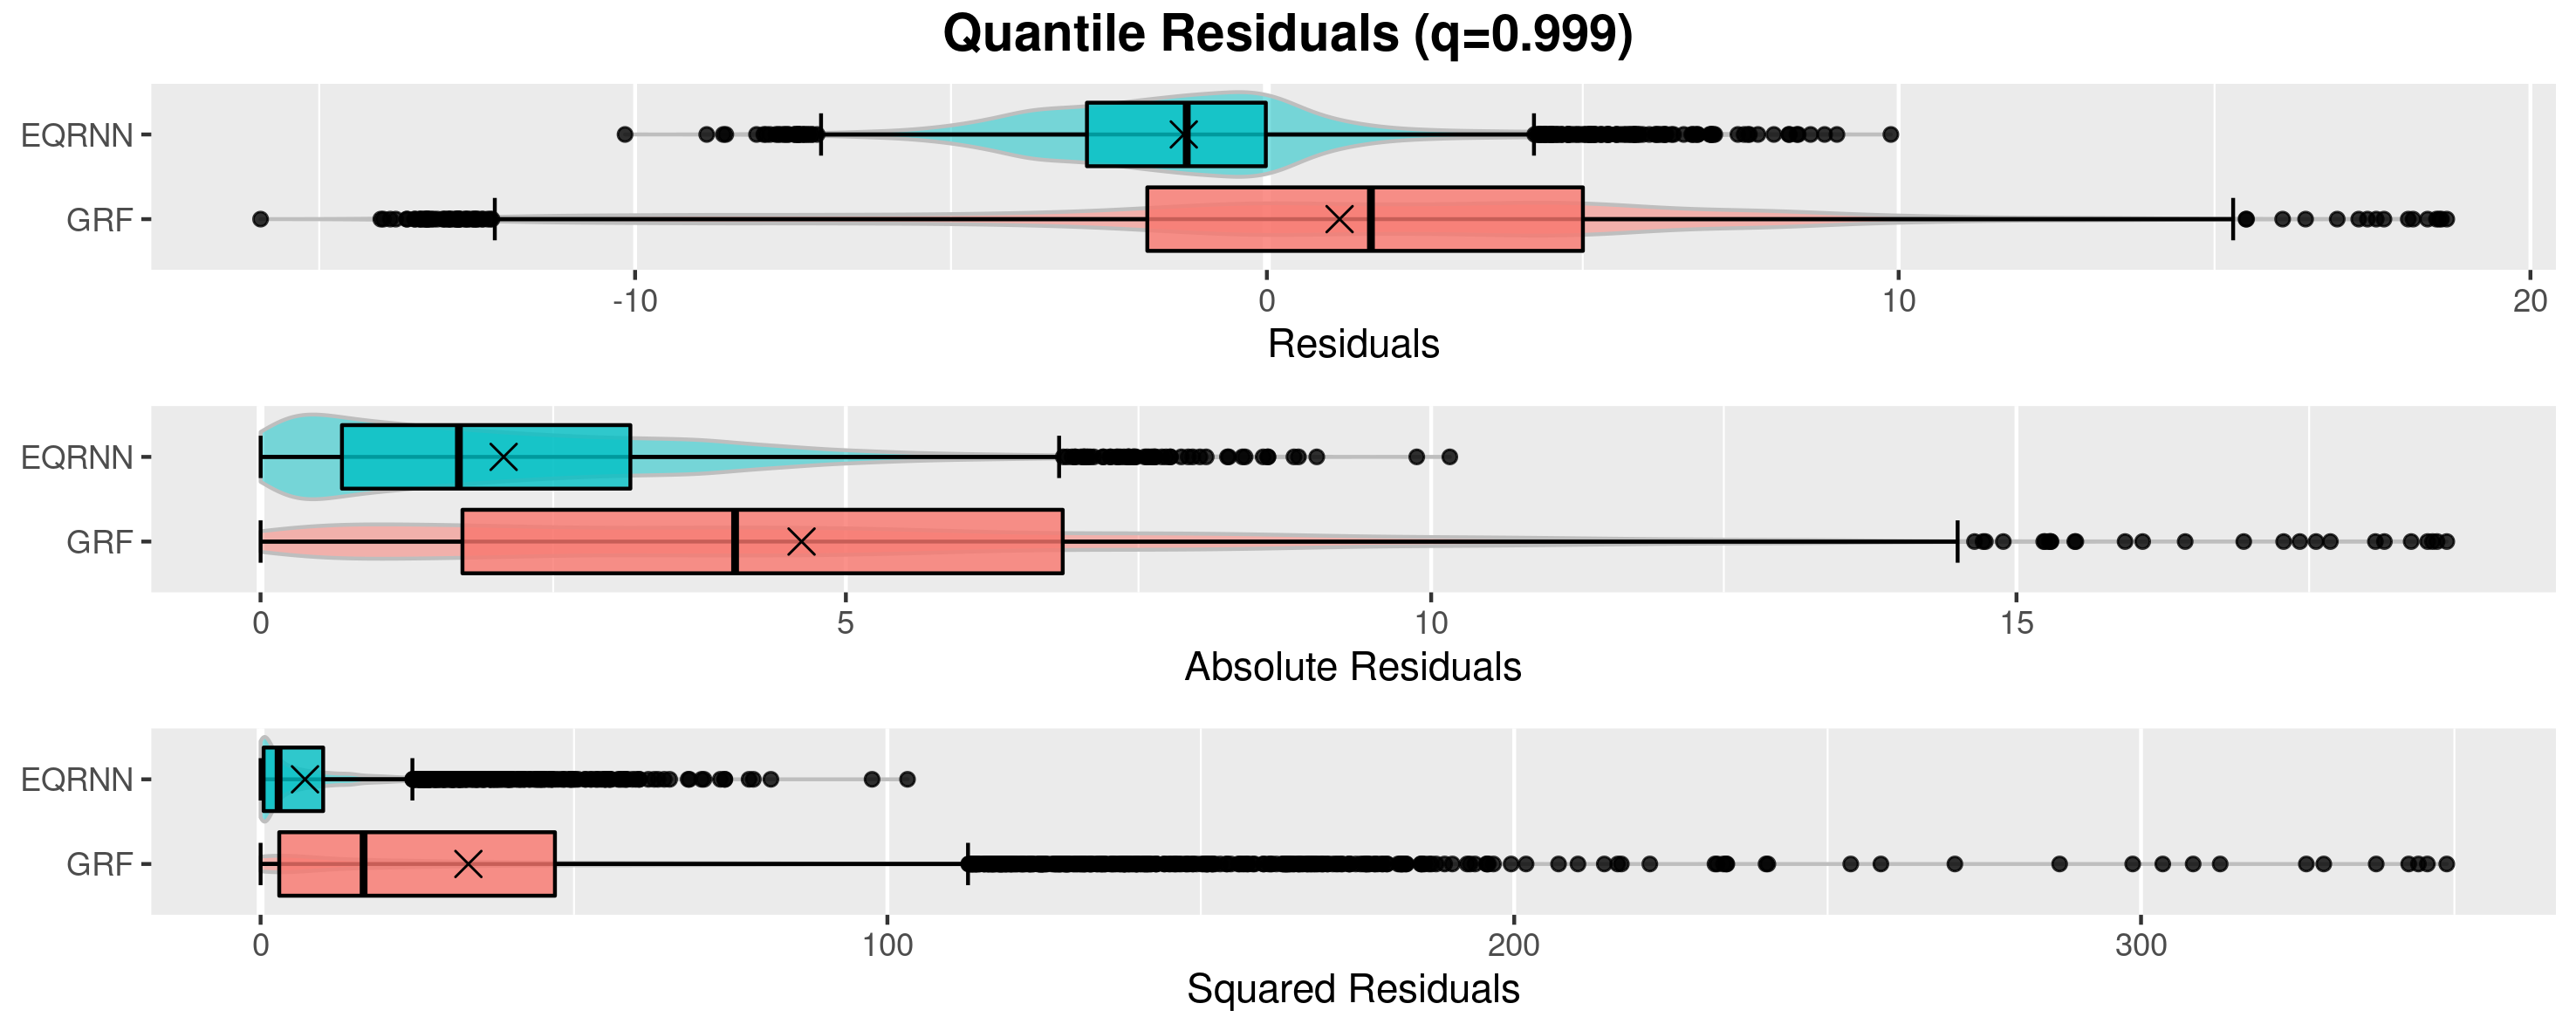 Quantile Residuals (q=0.999)
EQRNN
GRF
-10 0 10 20
Residuals
EQRNN
GRF
0 5 10 15
Absolute Residuals
EQRNN
GRF
0 100 200 300
Squared Residuals